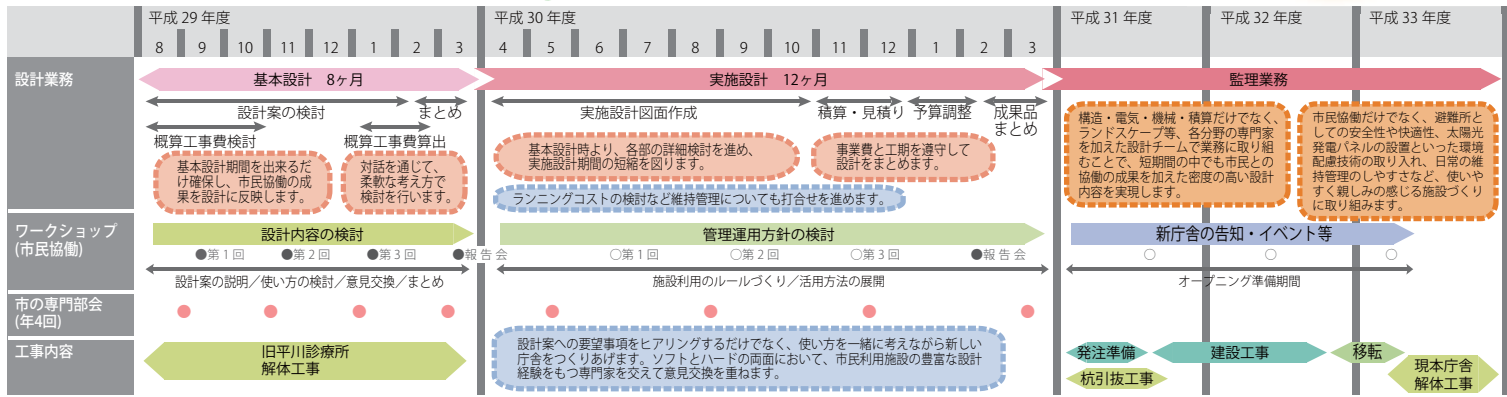 平成 29 年度
平成 30 年度
平成 31 年度
平成 32 年度
平成 33 年度
8 9 10 11 12 1 2 3
4 5 6 7 8 9 10 11 12 1 2 3
設計業務
基本設計　8ヶ月
実施設計　12ヶ月
監理業務
設計案の検討
まとめ
概算工事費検討
概算工事費算出
基本設計期間を出来るだ
け確保し、市民協働の成
果を設計に反映します。
対話を通じて、
柔軟な考え方で
検討を行います。
実施設計図面作成
積算・見積り
予算調整
成果品
まとめ
基本設計時より、各部の詳細検討を進め、
実施設計期間の短縮を図ります。
事業費と工期を遵守して
設計をまとめます。
ランニングコストの検討など維持管理についても打合せを進めます。
構造・電気・機械・積算だけでなく、
ランドスケープ等、各分野の専門家
を加えた設計チームで業務に取り組
むことで、短期間の中でも市民との
協働の成果を加えた密度の高い設計
内容を実現します。
市民協働だけでなく、避難所と
しての安全性や快適性、太陽光
発電パネルの設置といった環境
配慮技術の取り入れ、日常の維
持管理のしやすさなど、使いや
すく親しみの感じる施設づくり
に取り組みます。
ワークショップ
(市民協働)
設計内容の検討
管理運用方針の検討
新庁舎の告知・イベント等
●第 1 回 ●第 2 回 ●第 3 回 ●報 告 会
○第 1 回 ○第 2 回 ○第 3 回 ●報 告 会
○ ○ ○
設計案の説明／使い方の検討／意見交換／まとめ
施設利用のルールづくり／活用方法の展開
オープニング準備期間
市の専門部会
(年4回)
工事内容
旧平川診療所
解体工事
設計案への要望事項をヒアリングするだけでなく、使い方を一緒に考えながら新しい
庁舎をつくりあげます。ソフトとハードの両面において、市民利用施設の豊富な設計
経験をもつ専門家を交えて意見交換を重ねます。
発注準備
建設工事
移転
杭引抜工事
現本庁舎
解体工事